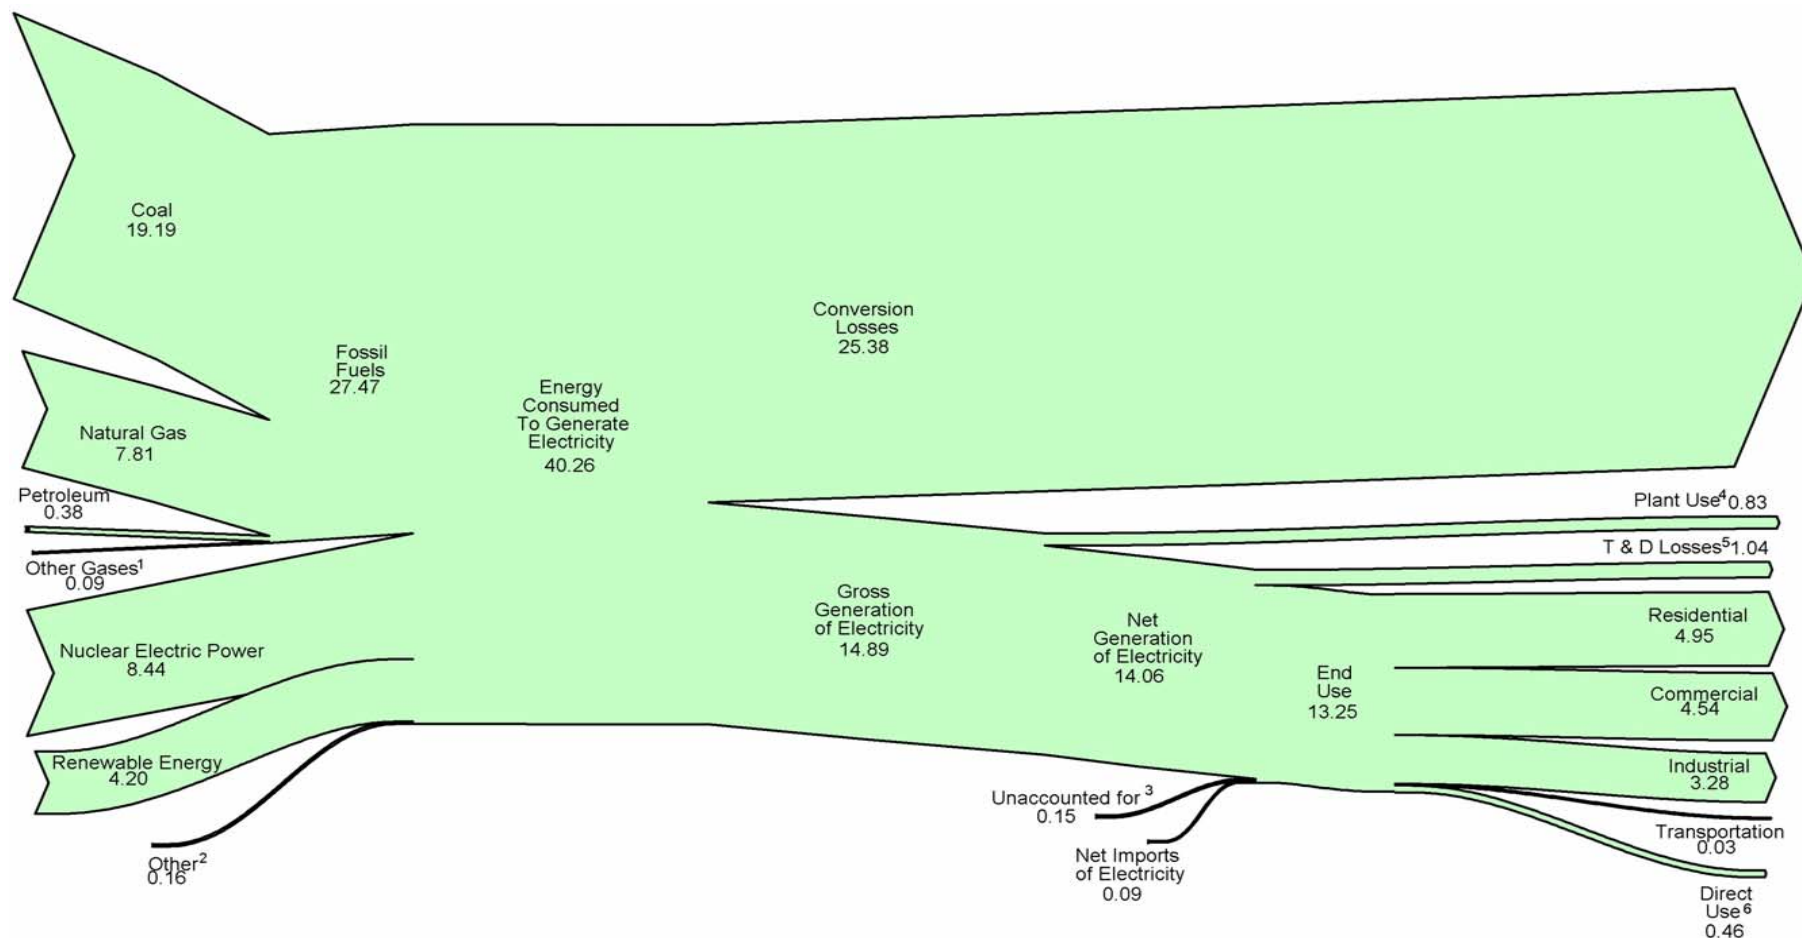 Coal
19.19
Natural Gas
7.81
Petroleum
0.38
Other Gases¹
0.09
Nuclear Electric Power
8.44
Renewable Energy
4.20
Other²
0.16
Fossil
Fuels
27.47
Energy
Consumed
To Generate
Electricity
40.26
Conversion
Losses
25.38
Gross
Generation
of Electricity
14.89
Net
Generation
of Electricity
14.06
Unaccounted for ³
0.15
Net Imports
of Electricity
0.09
End
Use
13.25
Plant Use⁴ 0.83
T & D Losses⁵ 1.04
Residential
4.95
Commercial
4.54
Industrial
3.28
Transportation
0.03
Direct
Use⁶
0.46